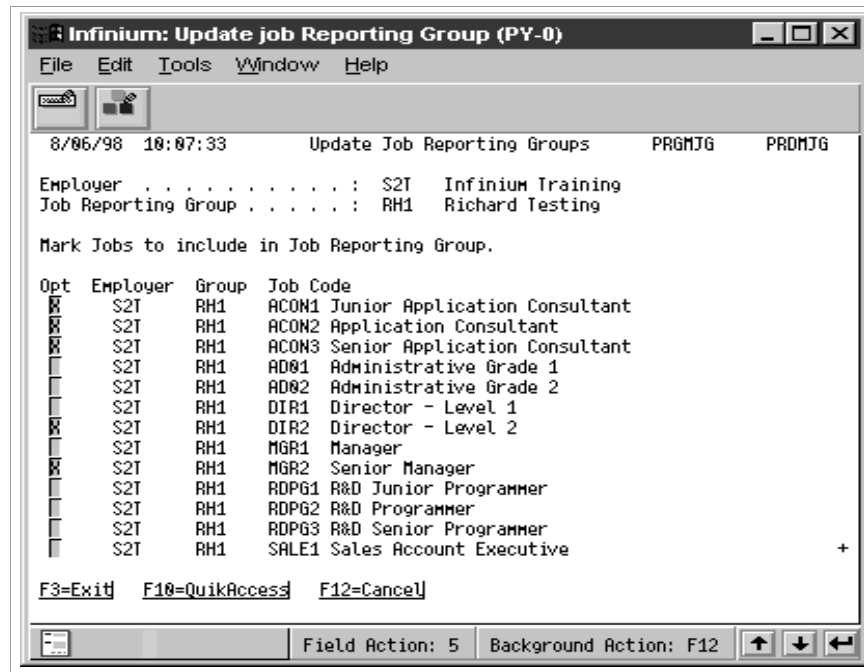 Infinium: Update job Reporting Group (PY-0)
File Edit Tools Window Help
8/06/98 10:07:33 Update Job Reporting Groups PRGMJG PRDMJG
Employer . . . . . . . . . . : S2T Infinium Training
Job Reporting Group . . . . . : RH1 Richard Testing
Mark Jobs to include in Job Reporting Group.
Opt Employer Group Job Code
X S2T RH1 ACON1 Junior Application Consultant
X S2T RH1 ACON2 Application Consultant
X S2T RH1 ACON3 Senior Application Consultant
S2T RH1 AD01 Administrative Grade 1
S2T RH1 AD02 Administrative Grade 2
S2T RH1 DIR1 Director - Level 1
X S2T RH1 DIR2 Director - Level 2
S2T RH1 MGR1 Manager
X S2T RH1 MGR2 Senior Manager
S2T RH1 RDPG1 R&D Junior Programmer
S2T RH1 RDPG2 R&D Programmer
S2T RH1 RDPG3 R&D Senior Programmer
S2T RH1 SALE1 Sales Account Executive +
F3=Exit F10=QuikAccess F12=Cancel
Field Action: 5 Background Action: F12